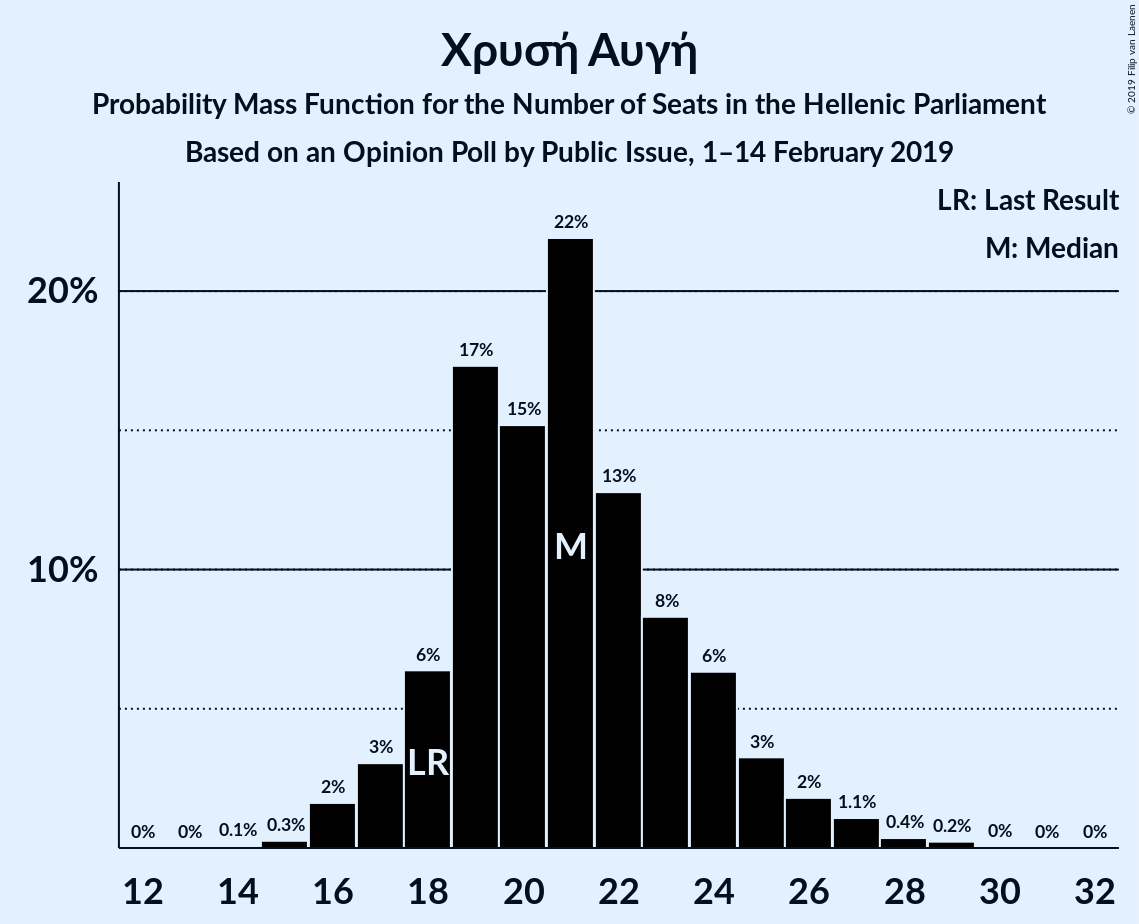 Χρυσή Αυγή
Probability Mass Function for the Number of Seats in the Hellenic Parliament
Based on an Opinion Poll by Public Issue, 1–14 February 2019
© 2019 Filip van Laenen
LR: Last Result
M: Median
20%
10%
0%
0%
0.1%
0.3%
2%
3%
6%
17%
15%
22%
13%
8%
6%
3%
2%
1.1%
0.4%
0.2%
0%
0%
0%
LR
M
12 14 16 18 20 22 24 26 28 30 32